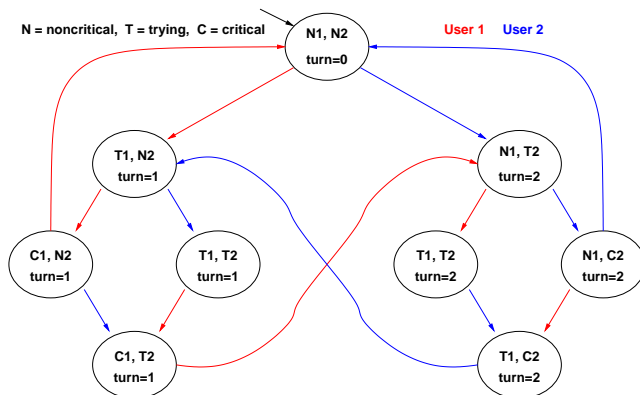 N = noncritical, T = trying, C = critical
User 1 User 2
N1, N2
turn=0
T1, N2
turn=1
N1, T2
turn=2
C1, N2
turn=1
T1, T2
turn=1
T1, T2
turn=2
N1, C2
turn=2
C1, T2
turn=1
T1, C2
turn=2